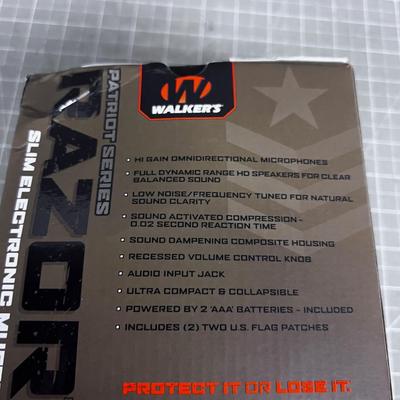 WALKER'S
PATRIOT SERIES
RAZOR
SLIM ELECTRONIC
• HI GAIN OMNIDIRECTIONAL MICROPHONES
• FULL DYNAMIC RANGE HD SPEAKERS FOR CLEAR
BALANCED SOUND
• LOW NOISE/FREQUENCY TUNED FOR NATURAL
SOUND CLARITY
• SOUND ACTIVATED COMPRESSION -
0.02 SECOND REACTION TIME
• SOUND DAMPENING COMPOSITE HOUSING
• RECESSED VOLUME CONTROL KNOB
• AUDIO INPUT JACK
• ULTRA COMPACT & COLLAPSIBLE
• POWERED BY 2 'AAA' BATTERIES - INCLUDED
• INCLUDES (2) TWO U.S. FLAG PATCHES
PROTECT IT OR LOSE IT.